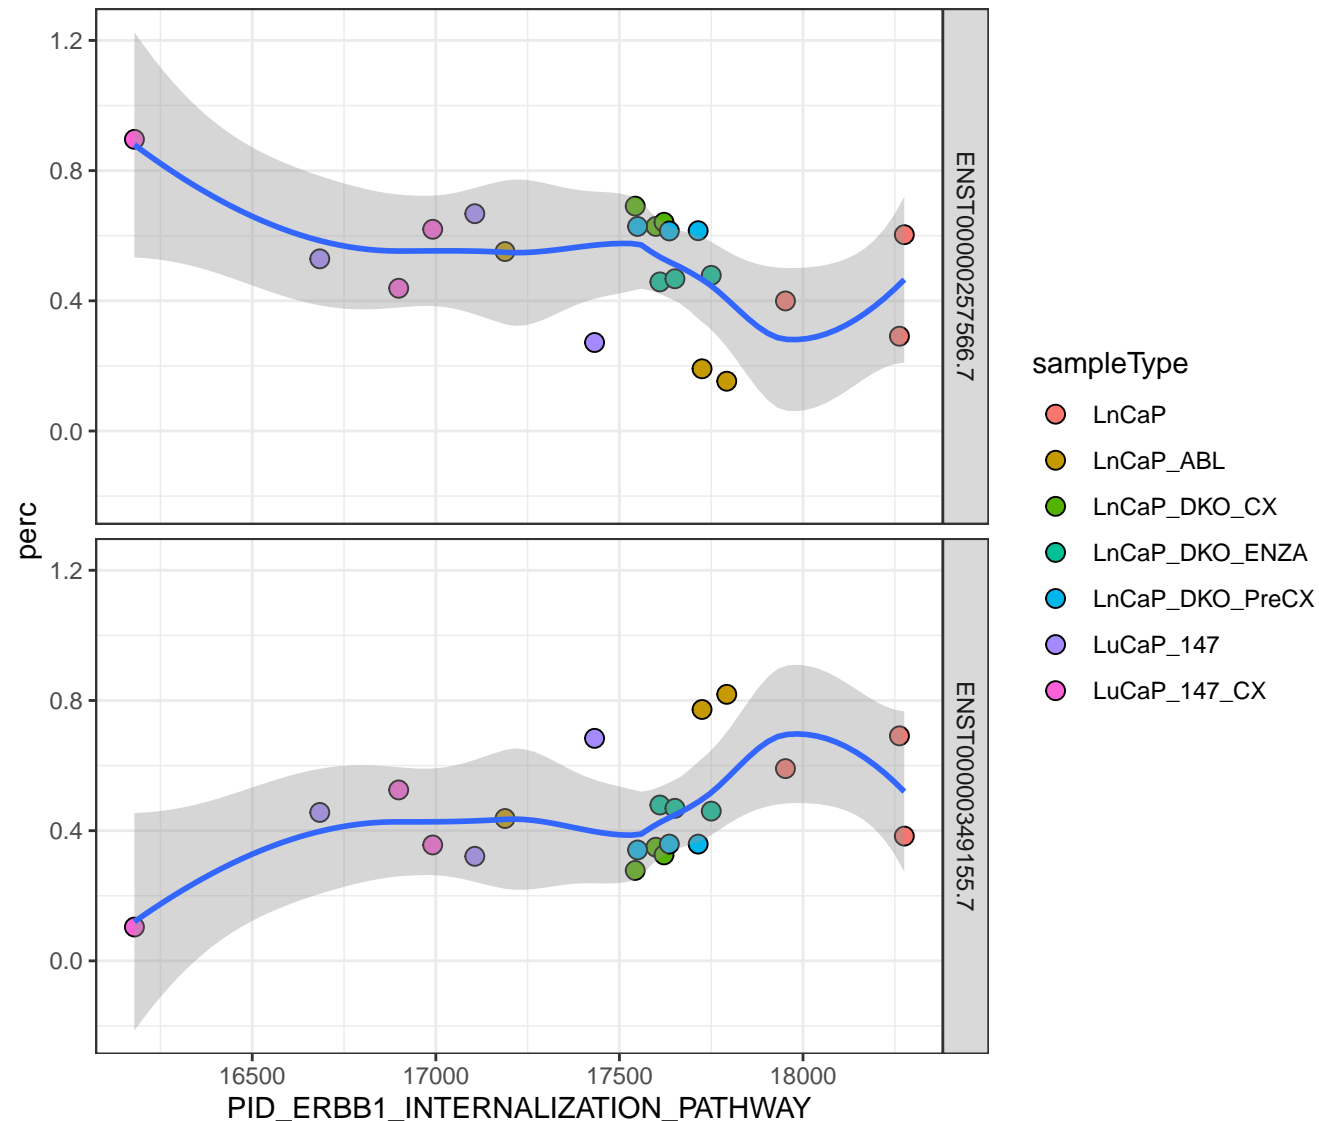 1.2
0.8
0.4
0.0
ENST00000257566.7
1.2
0.8
0.4
0.0
ENST00000349155.7
perc
16500
17000
17500
18000
PID_ERBB1_INTERNALIZATION_PATHWAY
sampleType
LnCaP
LnCaP_ABL
LnCaP_DKO_CX
LnCaP_DKO_ENZA
LnCaP_DKO_PreCX
LuCaP_147
LuCaP_147_CX